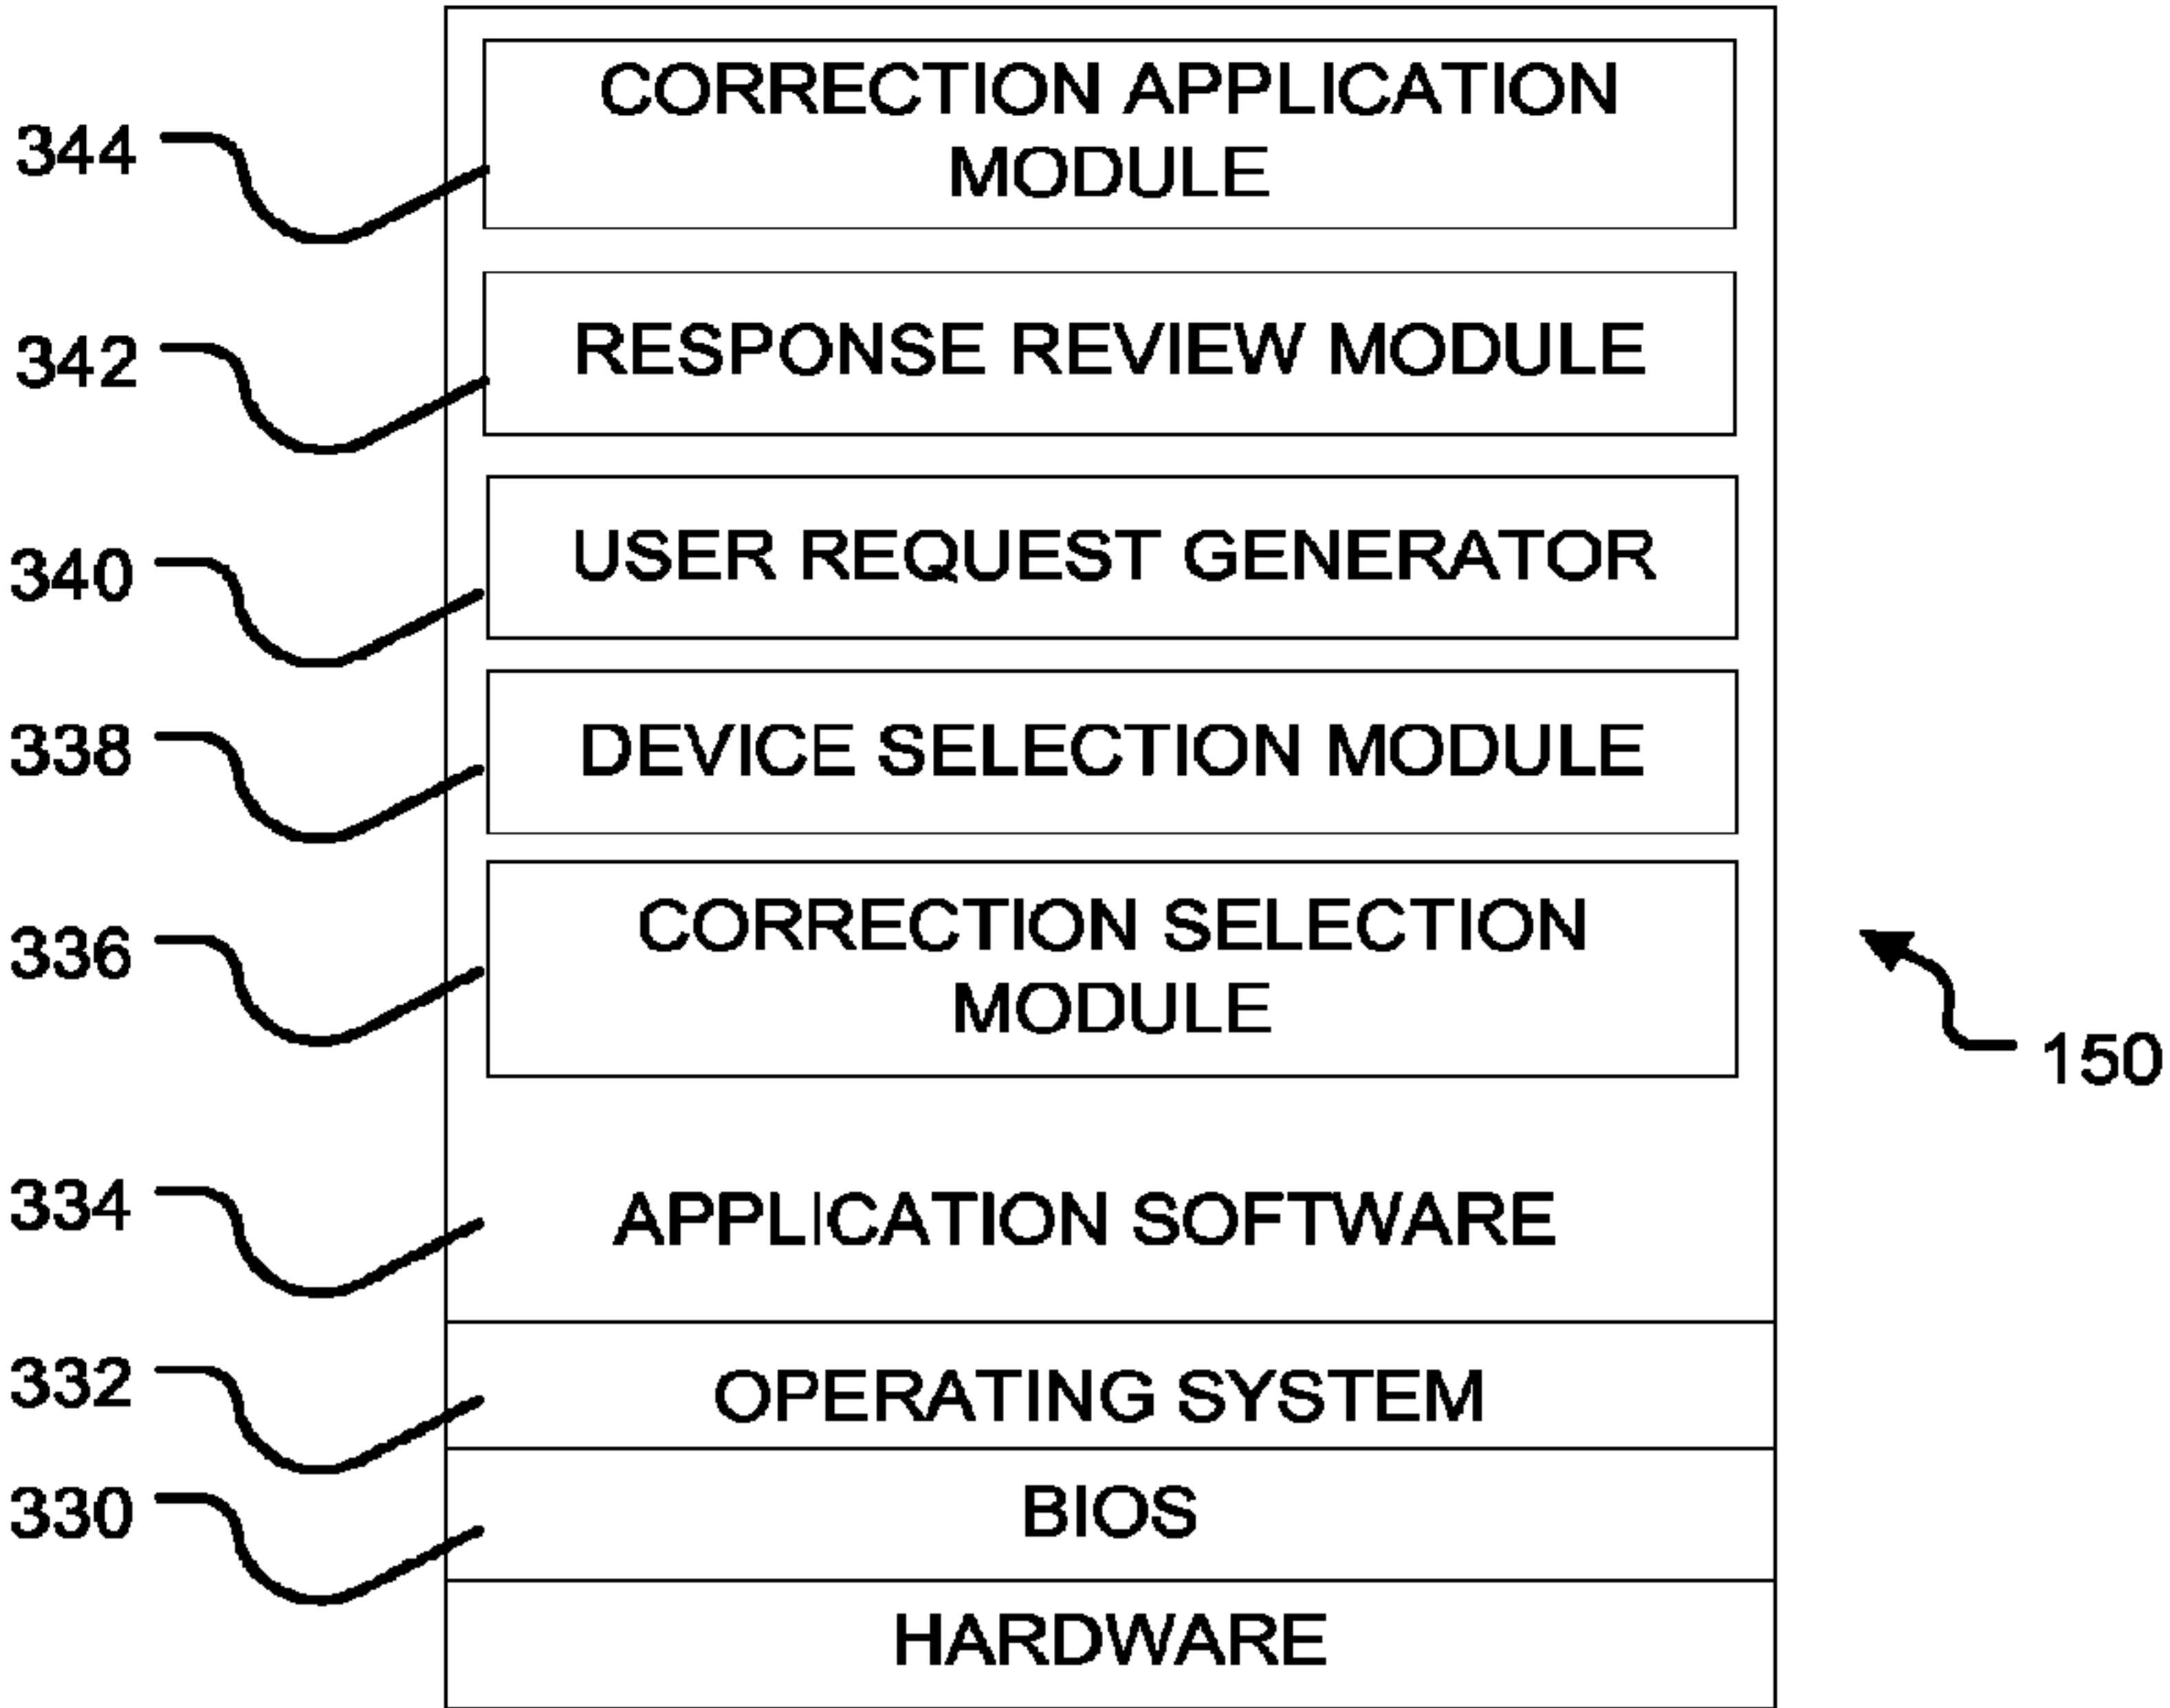 CORRECTION APPLICATION
MODULE
344
RESPONSE REVIEW MODULE
342
USER REQUEST GENERATOR
340
DEVICE SELECTION MODULE
338
CORRECTION SELECTION
MODULE
336
150
APPLICATION SOFTWARE
334
OPERATING SYSTEM
332
BIOS
330
HARDWARE